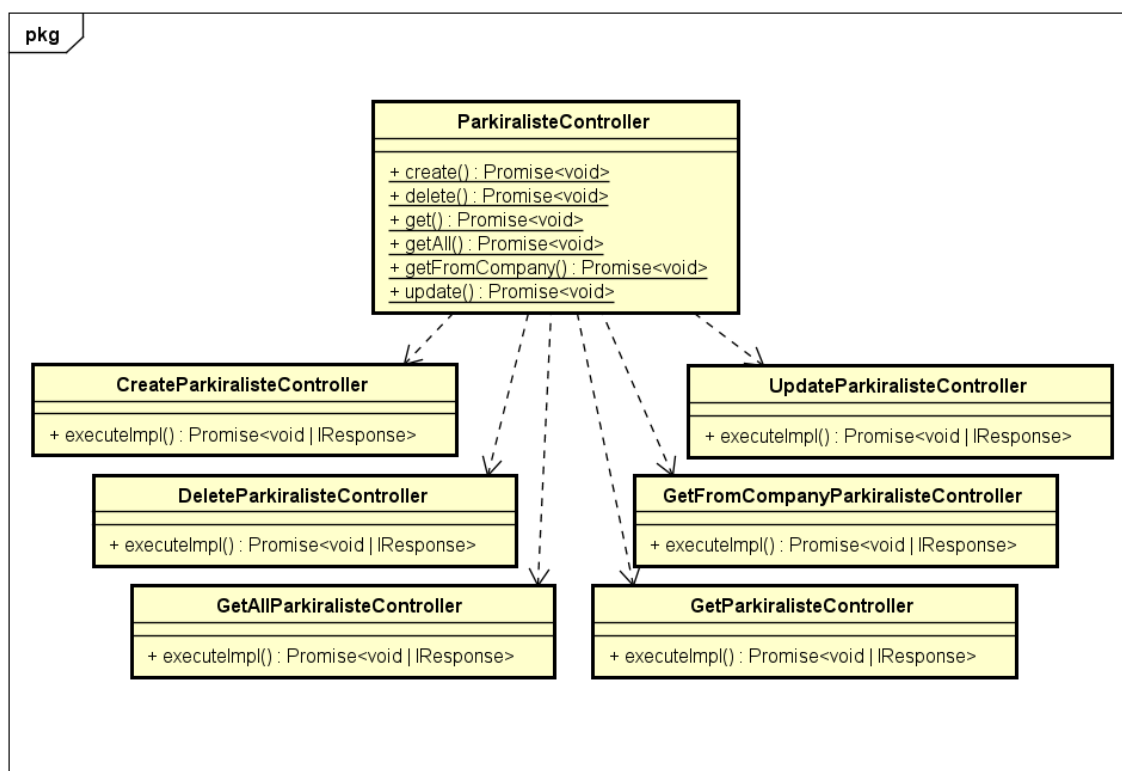 pkg
ParkiralisteController
+ create() : Promise<void>
+ delete() : Promise<void>
+ get() : Promise<void>
+ getAll() : Promise<void>
+ getFromCompany() : Promise<void>
+ update() : Promise<void>
CreateParkiralisteController
+ executeImpl() : Promise<void | IResponse>
UpdateParkiralisteController
+ executeImpl() : Promise<void | IResponse>
DeleteParkiralisteController
+ executeImpl() : Promise<void | IResponse>
GetFromCompanyParkiralisteController
+ executeImpl() : Promise<void | IResponse>
GetAllParkiralisteController
+ executeImpl() : Promise<void | IResponse>
GetParkiralisteController
+ executeImpl() : Promise<void | IResponse>